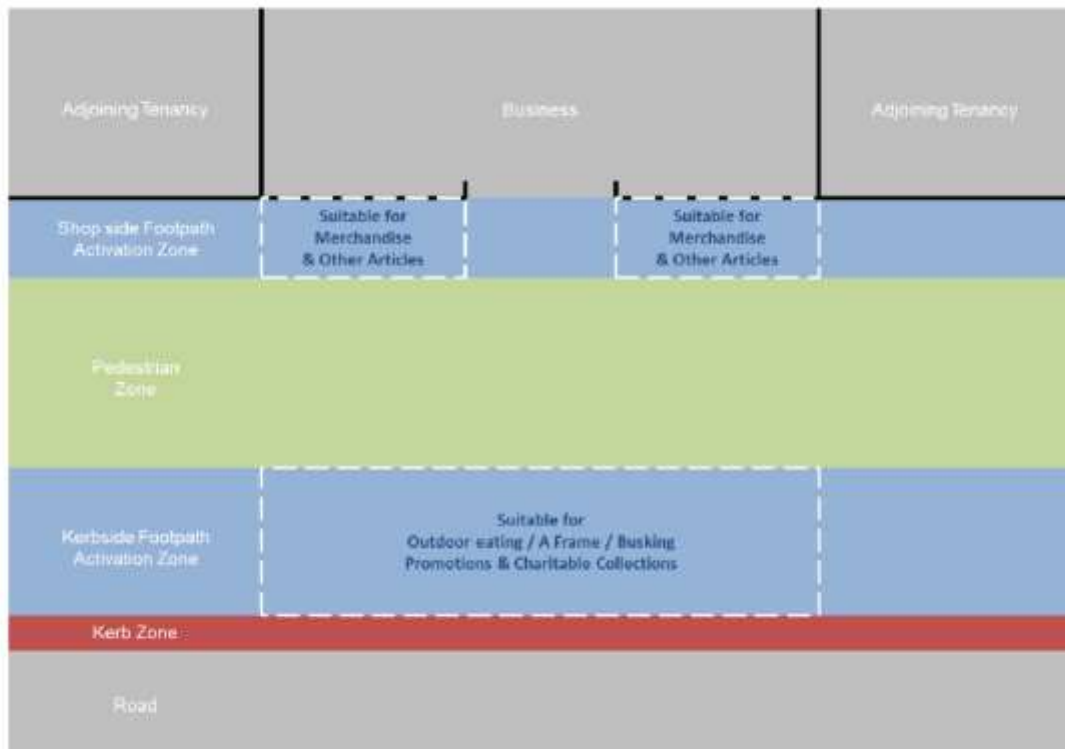 Adjoining Tenancy
Business
Adjoining Tenancy
Shop side Footpath
Activation Zone
Suitable for
Merchandise
& Other Articles
Suitable for
Merchandise
& Other Articles
Pedestrian
Zone
Kerbside Footpath
Activation Zone
Suitable for
Outdoor eating / A Frame / Busking
Promotions & Charitable Collections
Kerb Zone
Road